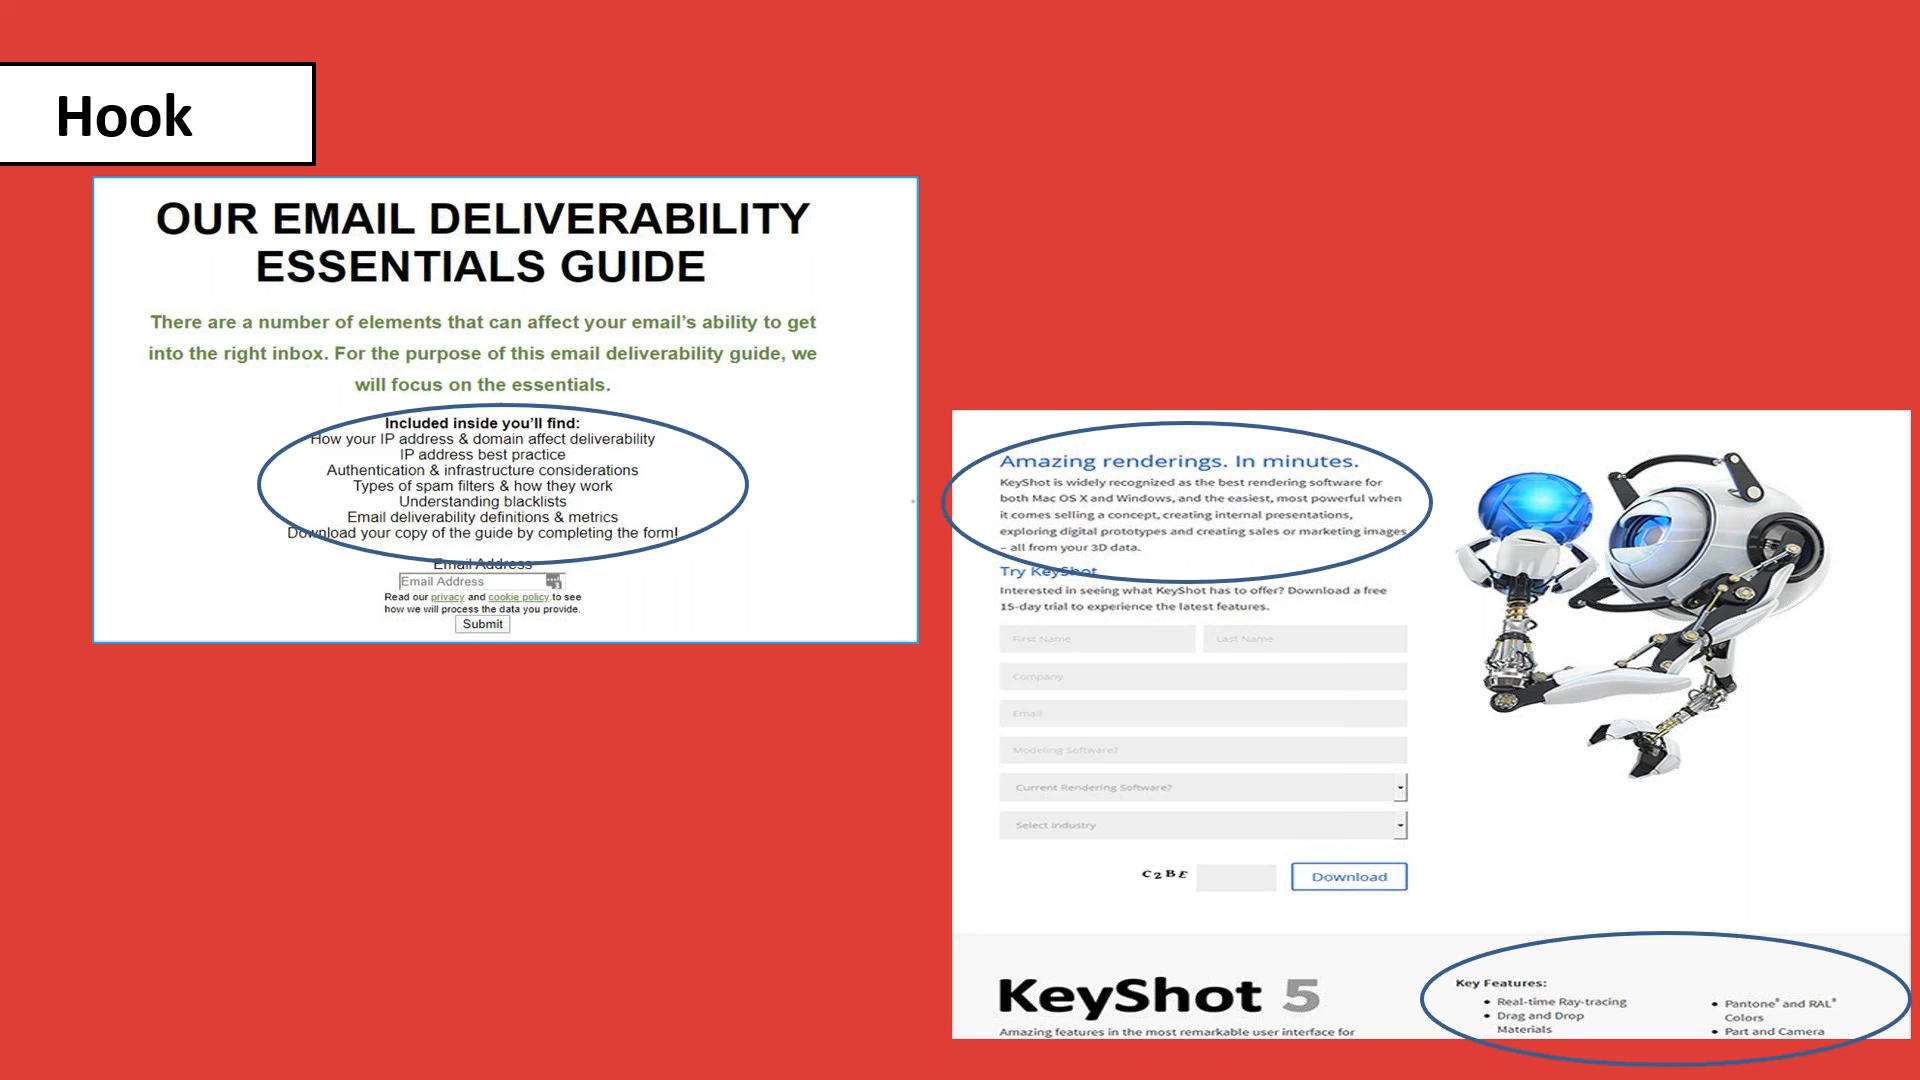 Hook
OUR EMAIL DELIVERABILITY
ESSENTIALS GUIDE
There are a number of elements that can affect your email's ability to get
into the right inbox. For the purpose of this email deliverability guide, we
will focus on the essentials.
Included inside you'll find:
How your IP address & domain affect deliverability
IP address best practice
Authentication & infrastructure considerations
Types of spam filters & how they work
Understanding blacklists
Email deliverability definitions & metrics
Download your copy of the guide by completing the form!
Email Address
Email Address
Read our privacy and cookie policy to see
how we will process the data you provide.
Submit
Amazing renderings. In minutes.
KeyShot is widely recognized as the best rendering software for
both Mac OS X and Windows, and the easiest, most powerful when
it comes selling a concept, creating internal presentations,
exploring digital prototypes and creating sales or marketing images
– all from your 3D data.
Try KeyShot
Interested in seeing what KeyShot has to offer? Download a free
15-day trial to experience the latest features.
First Name Last Name
Company
Email
Modeling Software?
Current Rendering Software?
Select Industry
C2BE
Download
KeyShot 5
Amazing features in the most remarkable user interface for
Key Features:
• Real-time Ray-tracing
• Drag and Drop
Materials
• Pantone® and RAL®
Colors
• Part and Camera